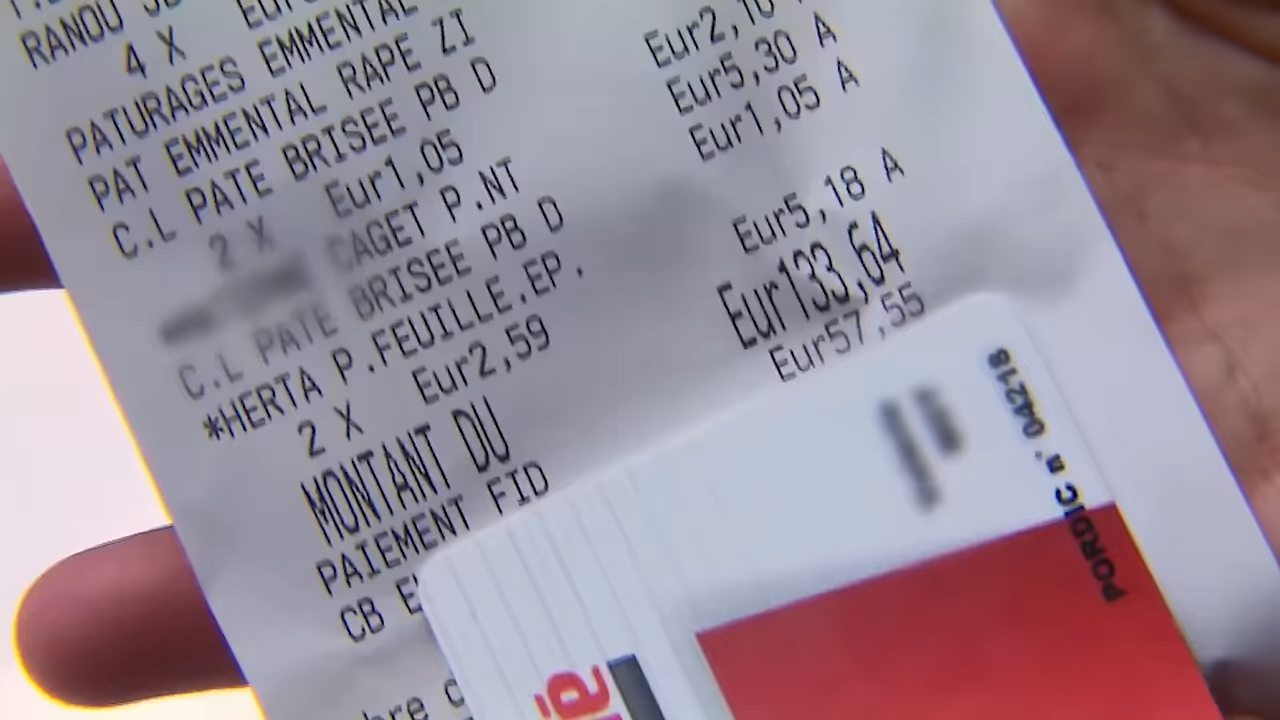 RANOU
4 X
PATURAGES EMMENTAL
PAT EMMENTAL RAPE ZI Eur2,10
C.L PATE BRISEE PB D Eur5,30 A
2 X Eur1,05 Eur1,05 A
CAGET P.NT
C.L PATE BRISEE PB D
*HERTA P.FEUILLE.EP. Eur5,18 A
2 X Eur2,59
MONTANT DU Eur133,64
PAIEMENT FID Eur57,55
CB
PORDIC n° 04218